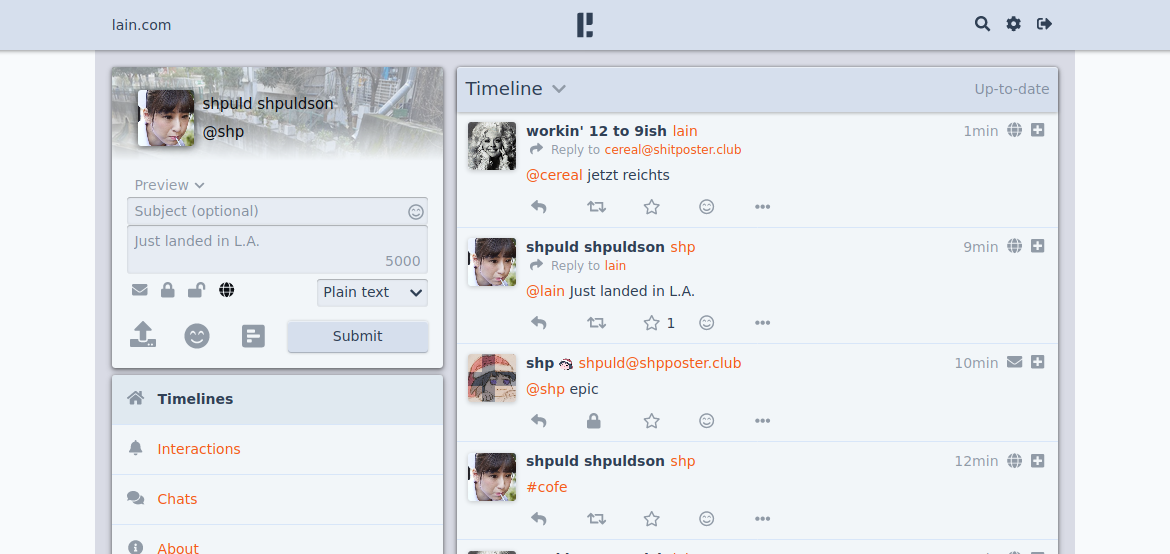 lain.com
shpuld shpuldson
@shp
Preview
Subject (optional)
Just landed in L.A.
5000
Plain text
Submit
Timelines
Interactions
Chats
About
Timeline
Up-to-date
workin' 12 to 9ish lain 1min
Reply to cereal@shitposter.club
@cereal jetzt reichts
shpuld shpuldson shp 9min
Reply to lain
@lain Just landed in L.A.
1
shp shpuld@shpposter.club 10min
@shp epic
shpuld shpuldson shp 12min
#cofe